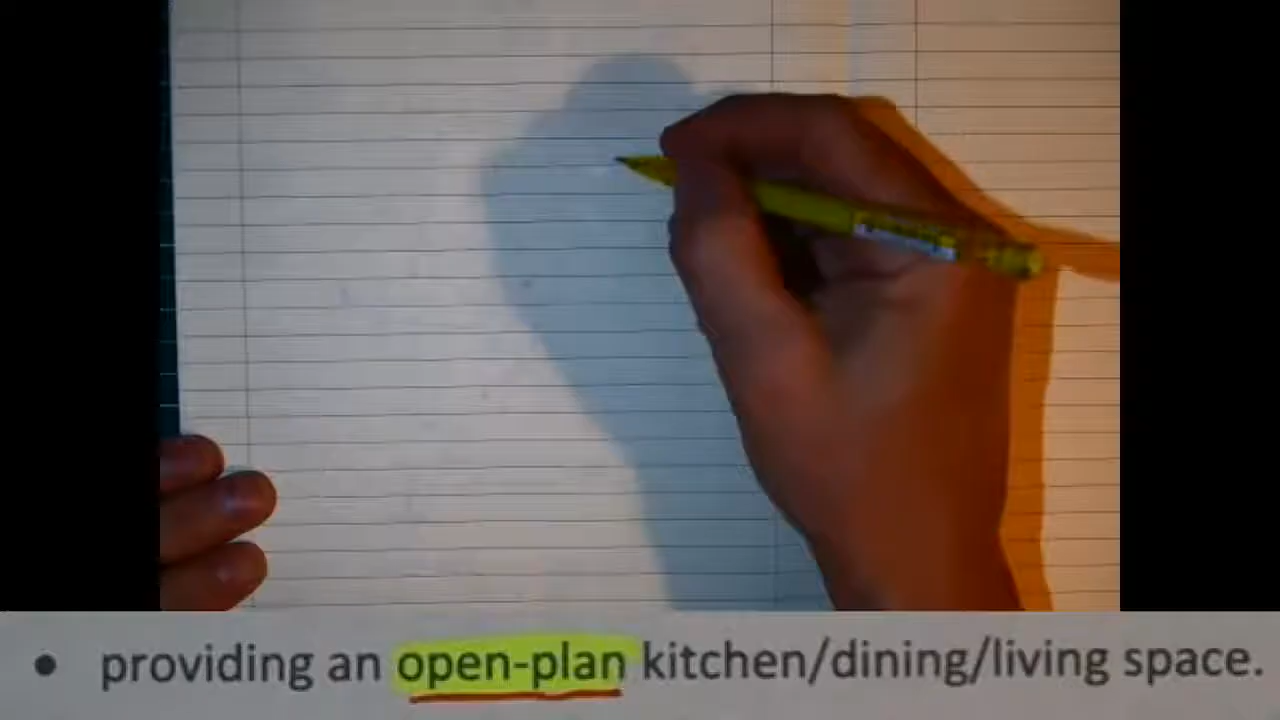 • providing an open-plan kitchen/dining/living space.